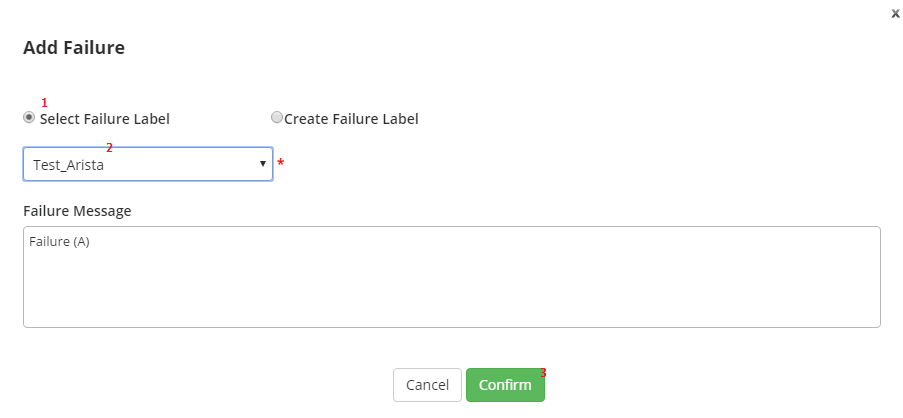 x
Add Failure
1
Select Failure Label Create Failure Label
2
Test_Arista *
Failure Message
Failure (A)
3
Cancel Confirm